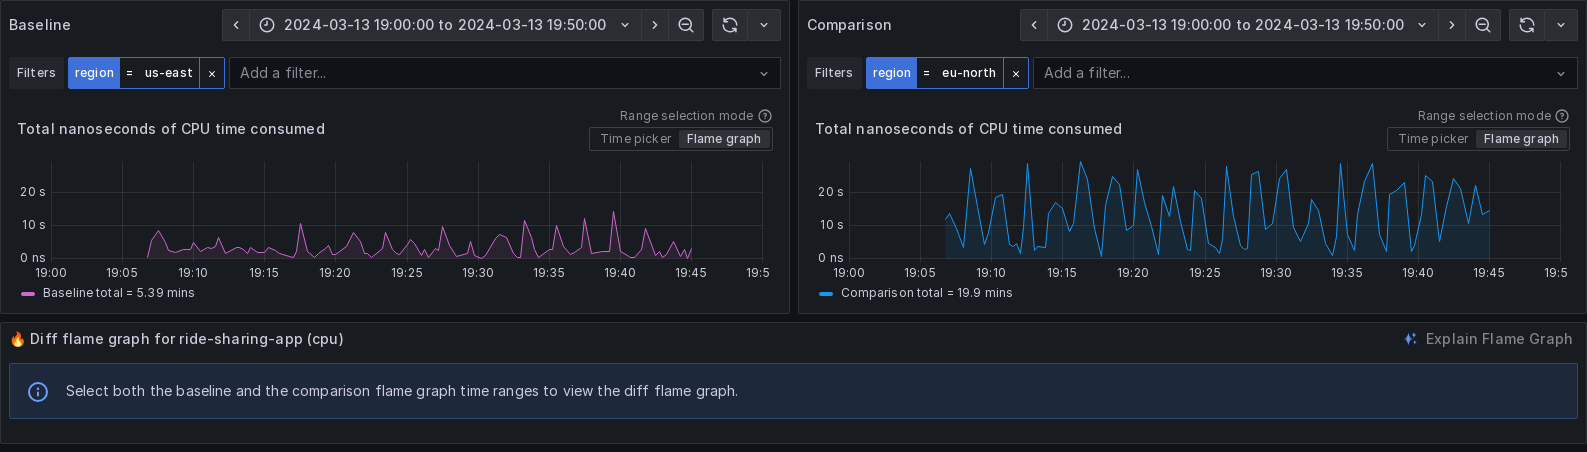 Baseline
2024-03-13 19:00:00 to 2024-03-13 19:50:00
Filters region = us-east × Add a filter...
Range selection mode
Total nanoseconds of CPU time consumed
Time picker Flame graph
20 s
10 s
0 ns
19:00 19:05 19:10 19:15 19:20 19:25 19:30 19:35 19:40 19:45 19:5
Baseline total = 5.39 mins
Comparison
2024-03-13 19:00:00 to 2024-03-13 19:50:00
Filters region = eu-north × Add a filter...
Range selection mode
Total nanoseconds of CPU time consumed
Time picker Flame graph
20 s
10 s
0 ns
19:00 19:05 19:10 19:15 19:20 19:25 19:30 19:35 19:40 19:45 19:5
Comparison total = 19.9 mins
Diff flame graph for ride-sharing-app (cpu)
Explain Flame Graph
Select both the baseline and the comparison flame graph time ranges to view the diff flame graph.